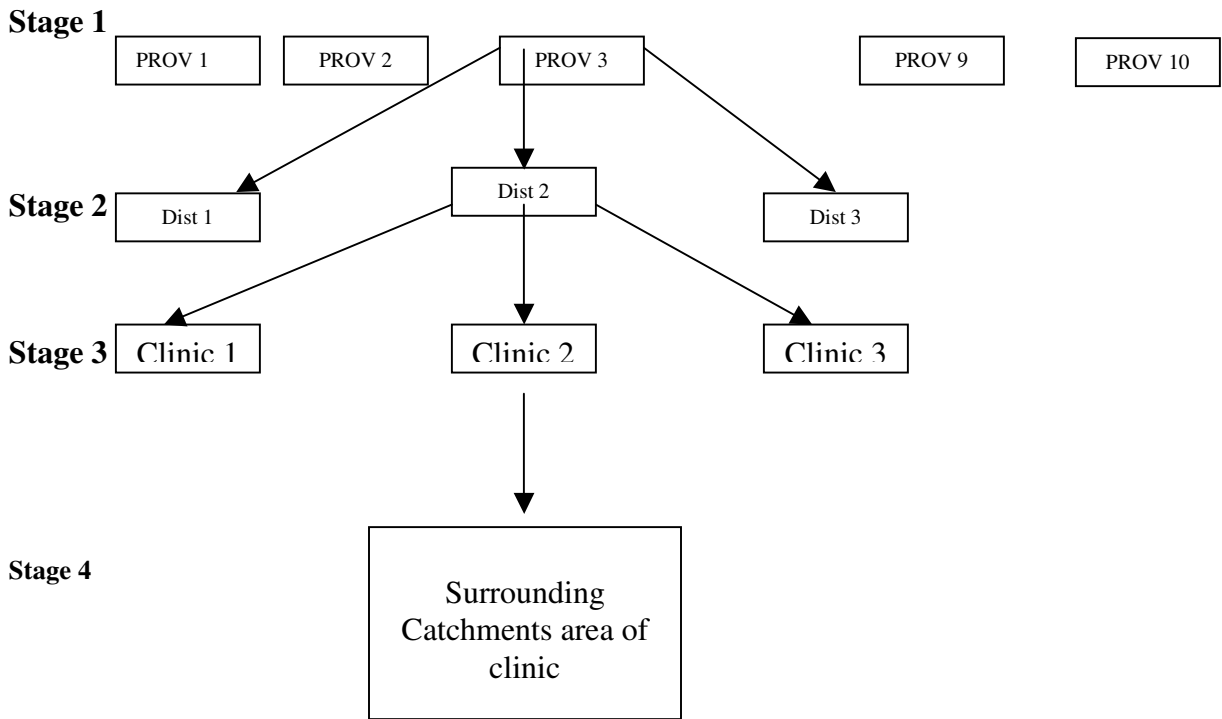 Stage 1
PROV 1 PROV 2 PROV 3 PROV 9 PROV 10
Stage 2
Dist 1 Dist 2 Dist 3
Stage 3
Clinic 1 Clinic 2 Clinic 3
Stage 4
Surrounding
Catchments area of
clinic